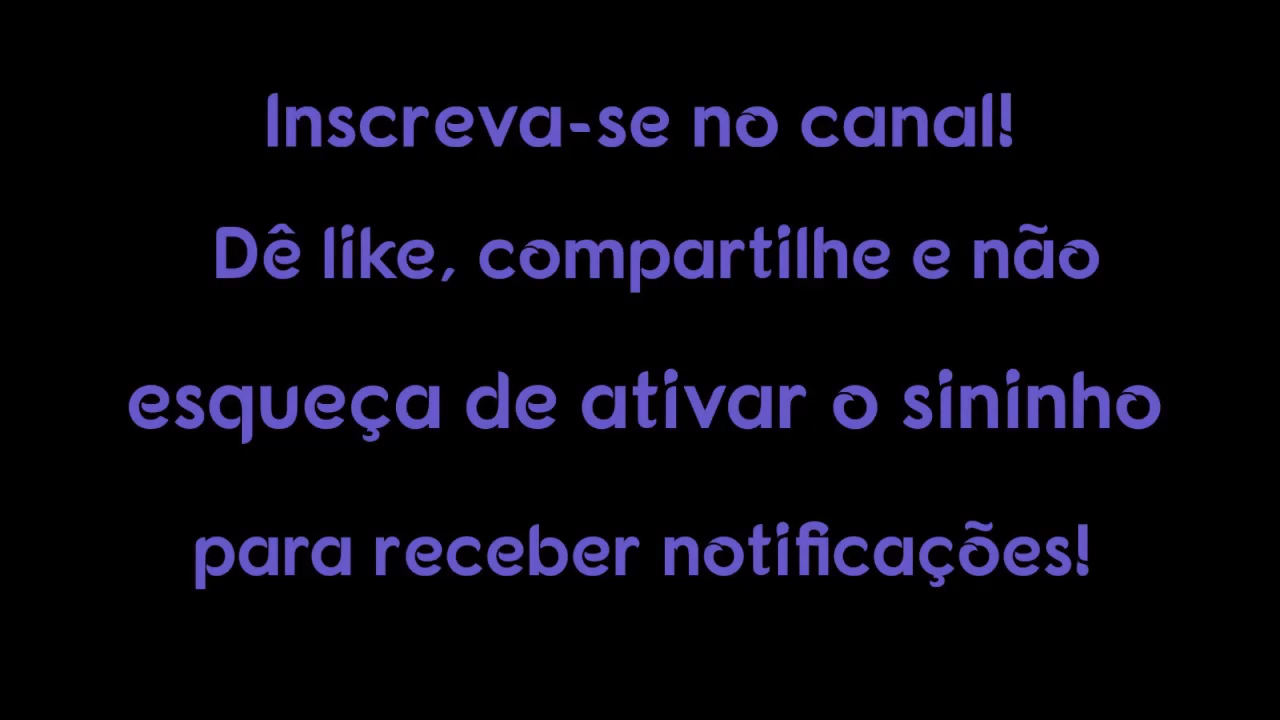 Inscreva-se no canal!
Dê like, compartilhe e não
esqueça de ativar o sininho
para receber notificações!